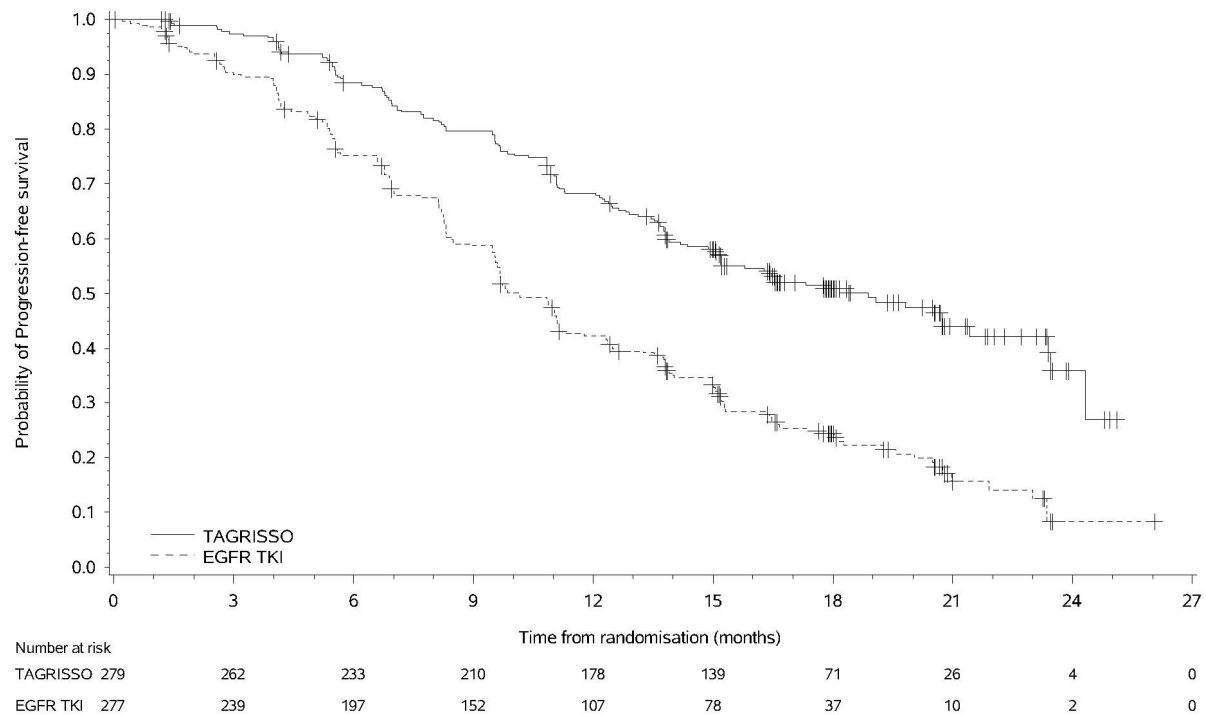 1.0
0.9
0.8
0.7
0.6
0.5
0.4
0.3
0.2
0.1
0.0
Probability of Progression-free survival
TAGRISSO
EGFR TKI
0 3 6 9 12 15 18 21 24 27
Time from randomisation (months)
Number at risk
TAGRISSO 279 262 233 210 178 139 71 26 4 0
EGFR TKI 277 239 197 152 107 78 37 10 2 0